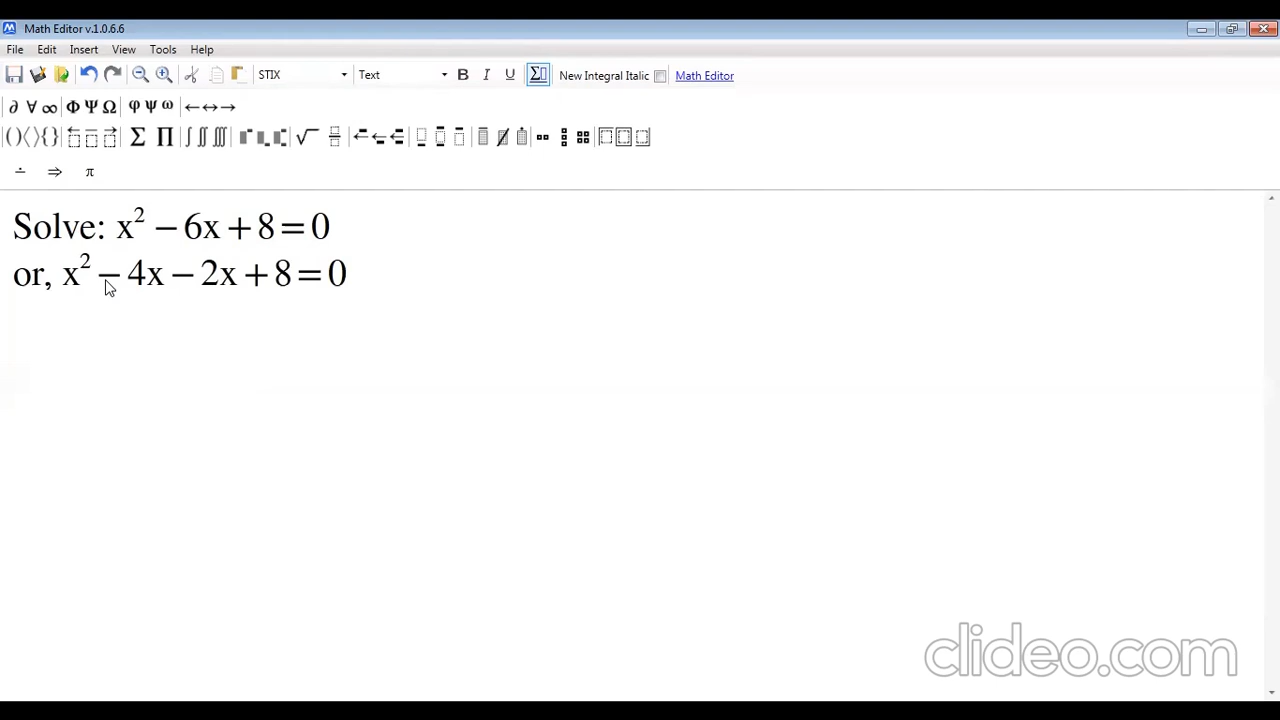 Math Editor v.1.0.6.6
File Edit Insert View Tools Help
STIX Text B I U Σ New Integral Italic Math Editor
∂ ∀ ∞ Φ Ψ Ω φ ψ ω ←↔→
( ) ⟨ ⟩ { } Σ Π ∫ ∬ ∭ √
∸ ⇒ π
Solve: x² − 6x + 8 = 0
or, x² − 4x − 2x + 8 = 0
clideo.com